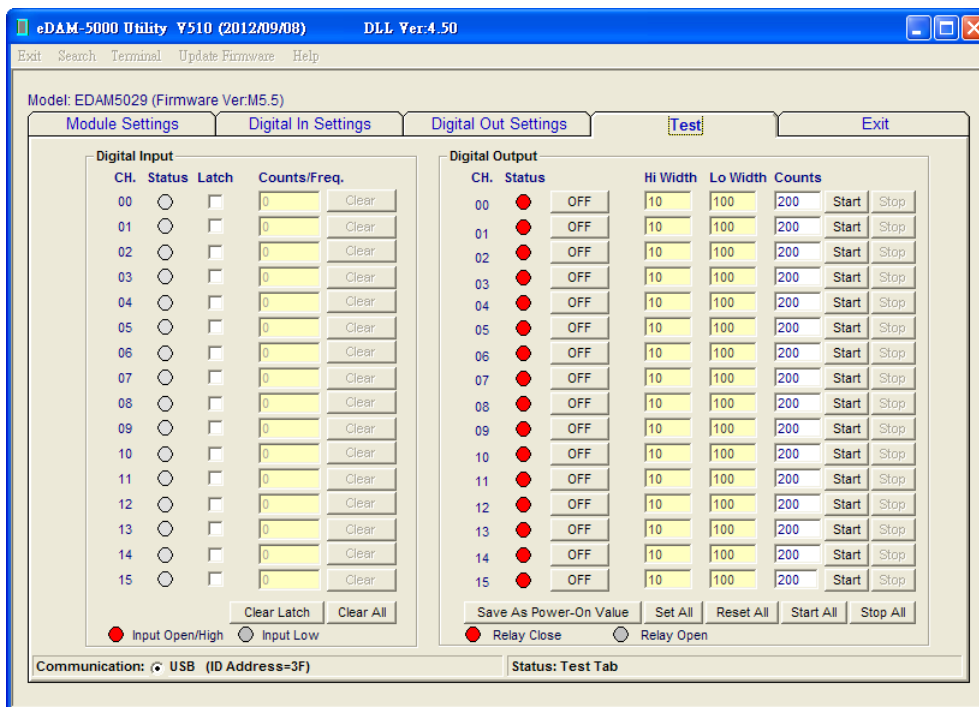 eDAM-5000 Utility V510 (2012/09/08) DLL Ver:4.50
Exit Search Terminal Update Firmware Help
Model: EDAM5029 (Firmware Ver:M5.5)
Module Settings Digital In Settings Digital Out Settings Test Exit
Digital Input
CH. Status Latch Counts/Freq.
00 0 Clear
01 0 Clear
02 0 Clear
03 0 Clear
04 0 Clear
05 0 Clear
06 0 Clear
07 0 Clear
08 0 Clear
09 0 Clear
10 0 Clear
11 0 Clear
12 0 Clear
13 0 Clear
14 0 Clear
15 0 Clear
Clear Latch Clear All
Input Open/High Input Low
Digital Output
CH. Status Hi Width Lo Width Counts
00 OFF 10 100 200 Start Stop
01 OFF 10 100 200 Start Stop
02 OFF 10 100 200 Start Stop
03 OFF 10 100 200 Start Stop
04 OFF 10 100 200 Start Stop
05 OFF 10 100 200 Start Stop
06 OFF 10 100 200 Start Stop
07 OFF 10 100 200 Start Stop
08 OFF 10 100 200 Start Stop
09 OFF 10 100 200 Start Stop
10 OFF 10 100 200 Start Stop
11 OFF 10 100 200 Start Stop
12 OFF 10 100 200 Start Stop
13 OFF 10 100 200 Start Stop
14 OFF 10 100 200 Start Stop
15 OFF 10 100 200 Start Stop
Save As Power-On Value Set All Reset All Start All Stop All
Relay Close Relay Open
Communication: USB (ID Address=3F) Status: Test Tab